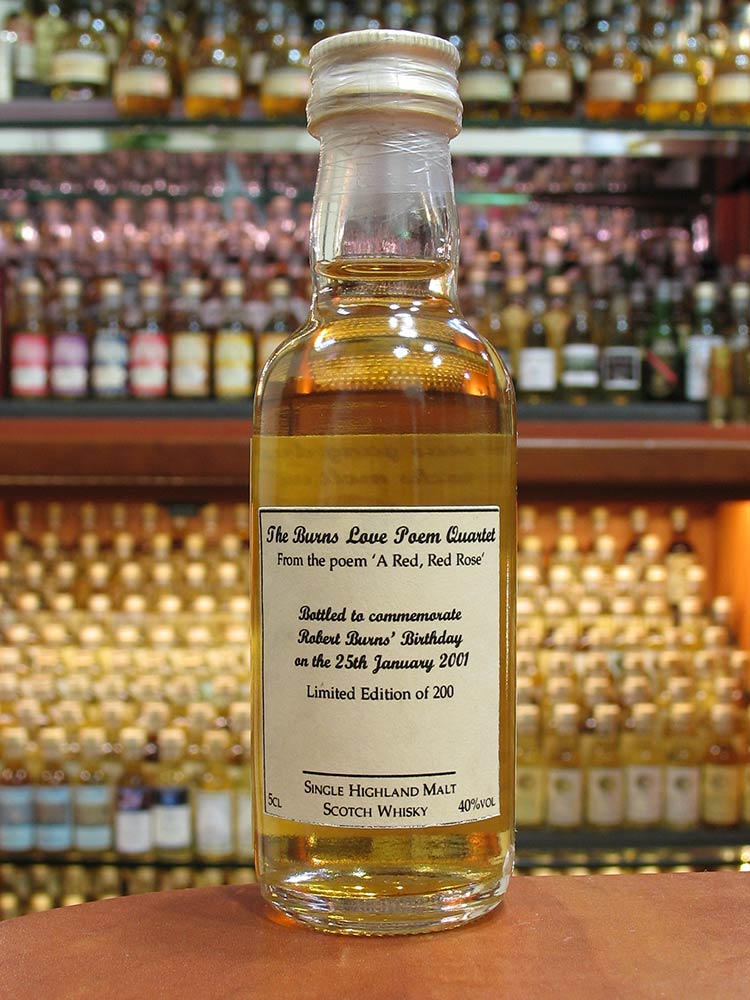 The Burns Love Poem Quartet
From the poem 'A Red, Red Rose'
Bottled to commemorate
Robert Burns' Birthday
on the 25th January 2001
Limited Edition of 200
Single Highland Malt
5cl Scotch Whisky 40%vol